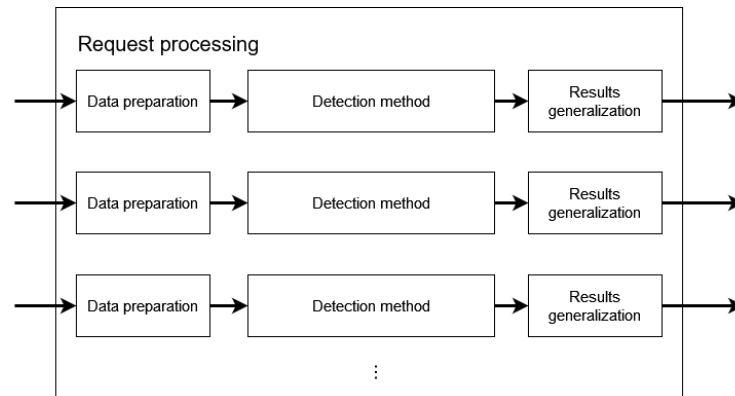 Request processing
Data preparation
Detection method
Results
generalization
Data preparation
Detection method
Results
generalization
Data preparation
Detection method
Results
generalization
⋮